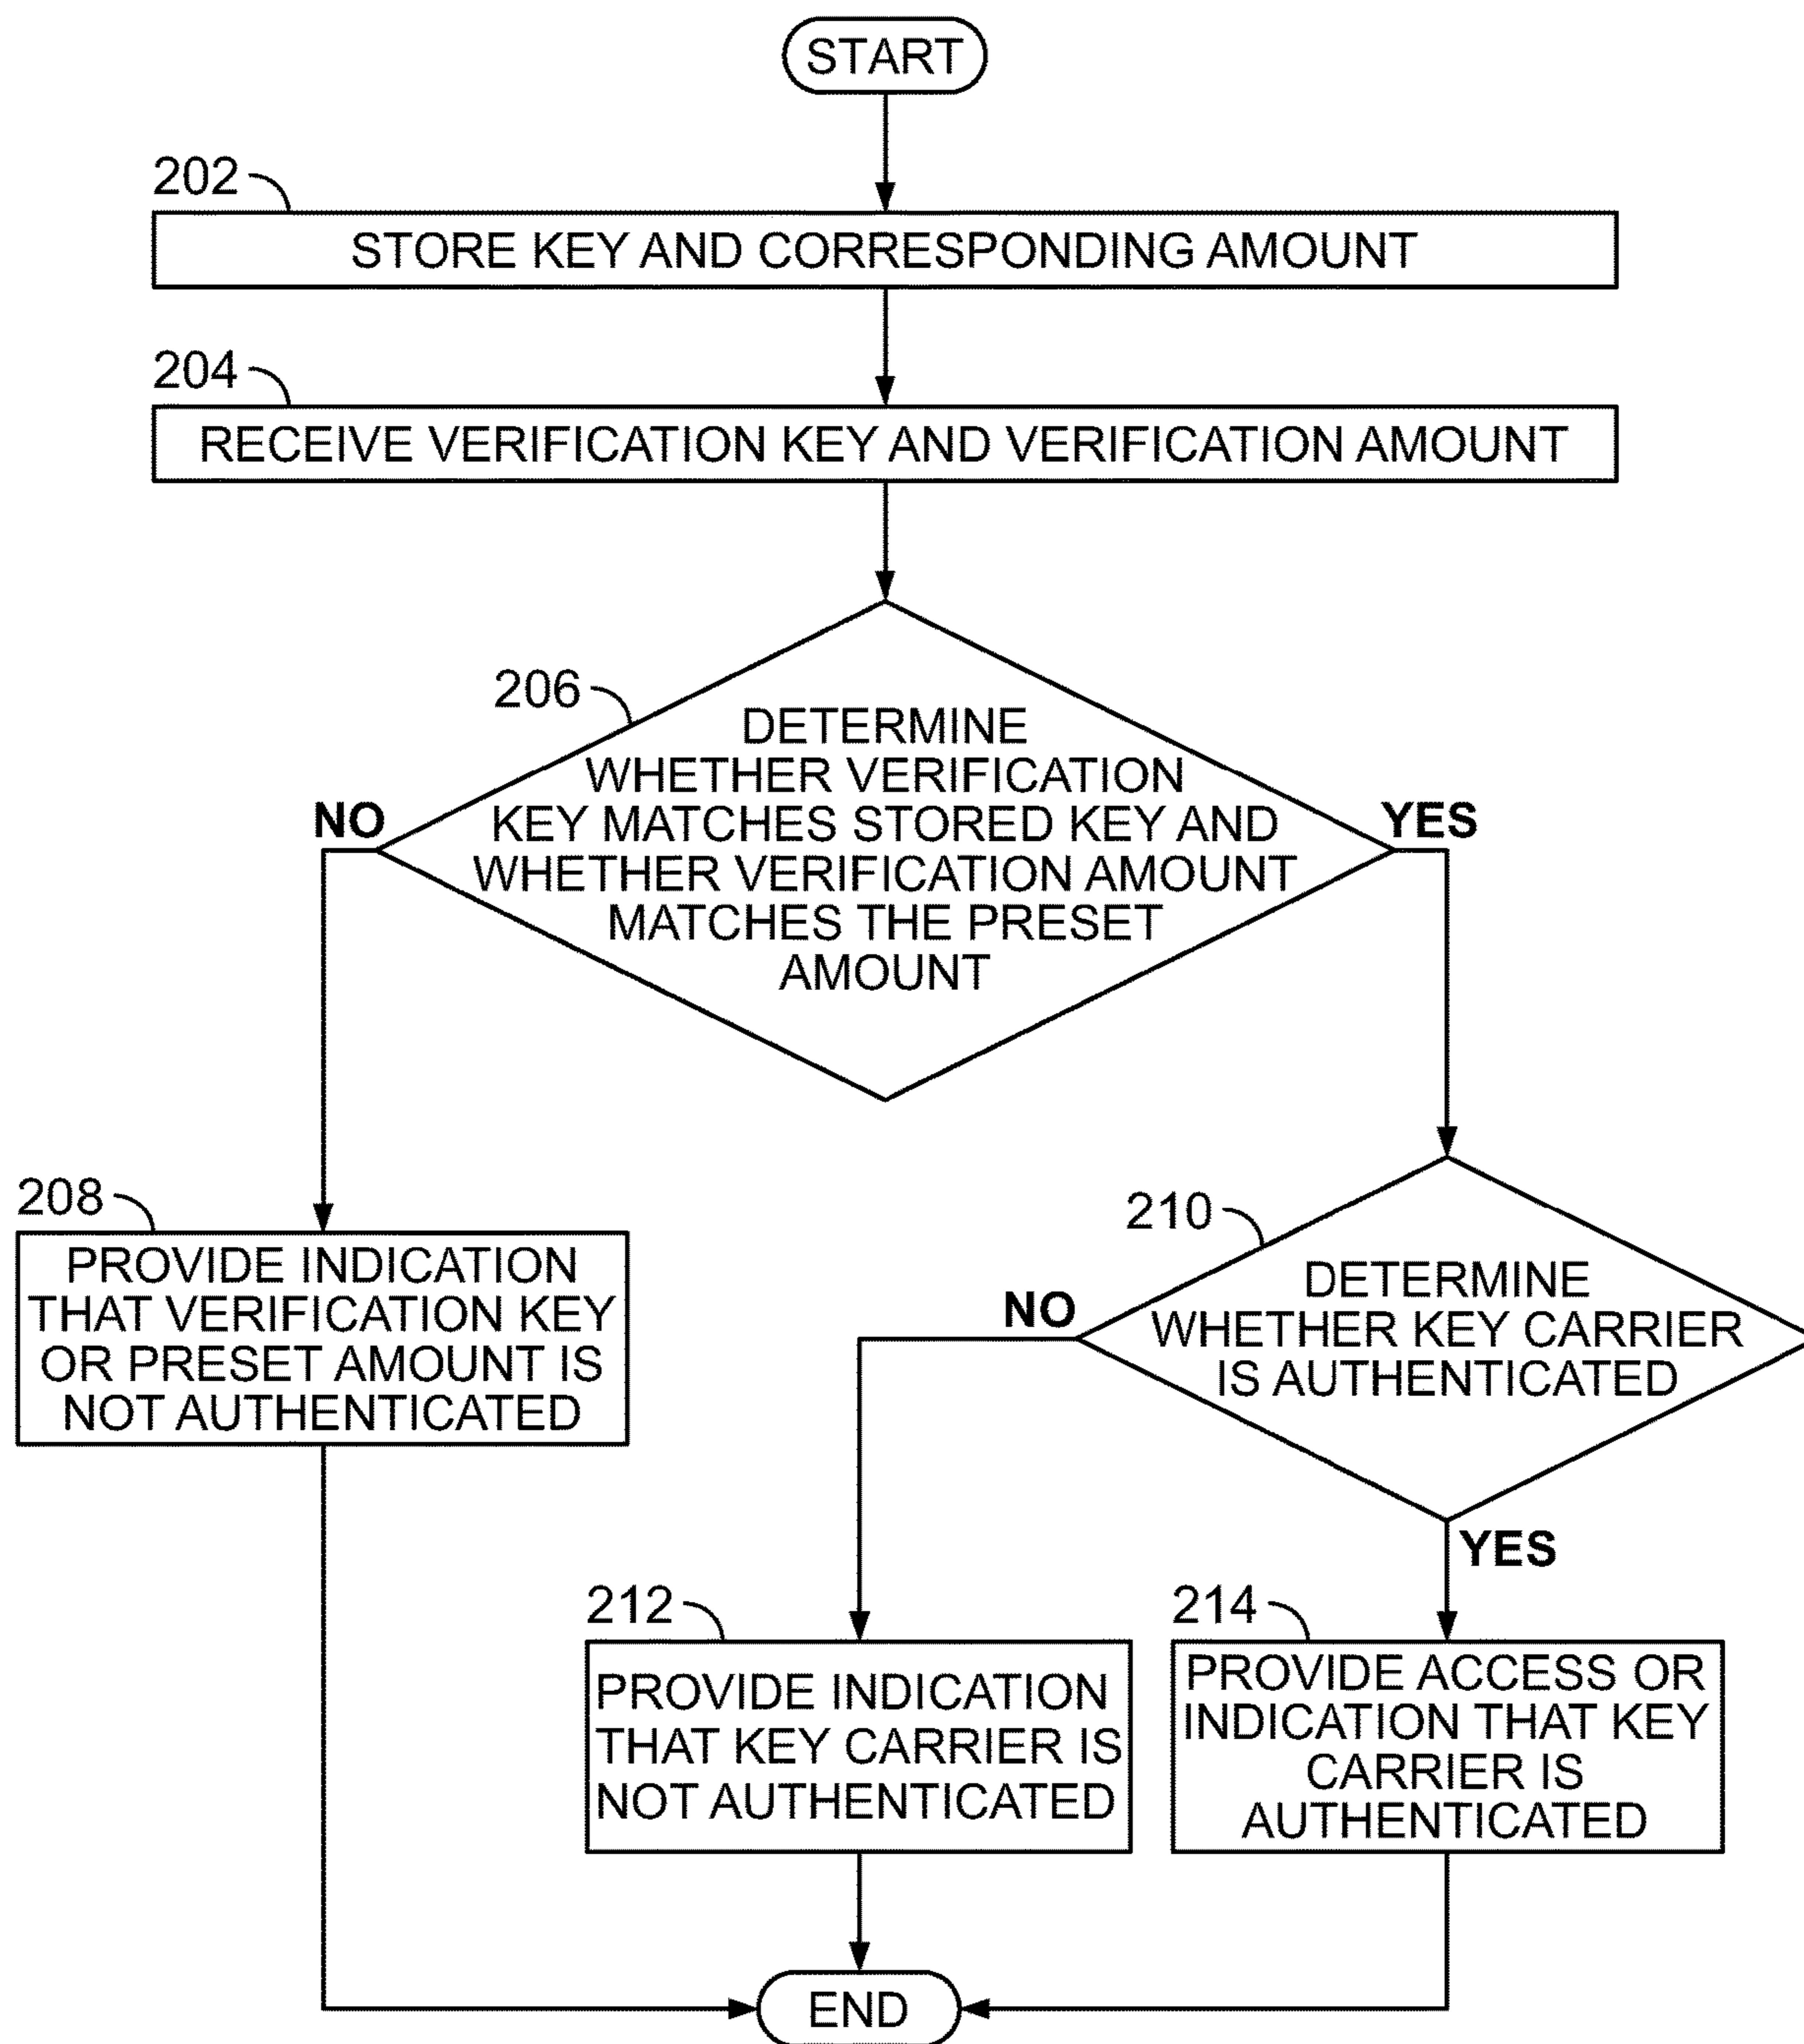 START
202
STORE KEY AND CORRESPONDING AMOUNT
204
RECEIVE VERIFICATION KEY AND VERIFICATION AMOUNT
206
DETERMINE
WHETHER VERIFICATION
KEY MATCHES STORED KEY AND
WHETHER VERIFICATION AMOUNT
MATCHES THE PRESET
AMOUNT
NO
YES
208
PROVIDE INDICATION
THAT VERIFICATION KEY
OR PRESET AMOUNT IS
NOT AUTHENTICATED
210
DETERMINE
WHETHER KEY CARRIER
IS AUTHENTICATED
NO
YES
212
PROVIDE INDICATION
THAT KEY CARRIER IS
NOT AUTHENTICATED
214
PROVIDE ACCESS OR
INDICATION THAT KEY
CARRIER IS
AUTHENTICATED
END